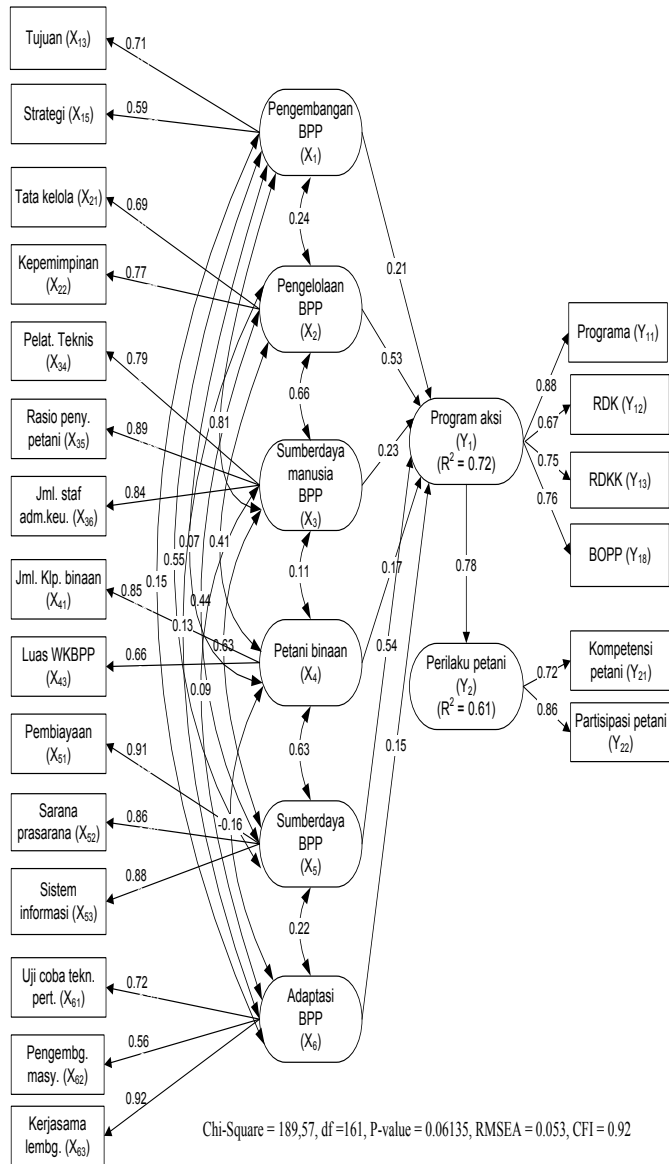 Tujuan (X13)
0.71
Strategi (X15)
0.59
Tata kelola (X21)
0.69
Kepemimpinan
(X22)
0.77
Pelat. Teknis
(X34)
0.79
Rasio peny.
petani (X35)
0.89
Jml. staf
adm.keu. (X36)
0.84
Jml. Klp. binaan
(X41)
0.85
Luas WKBPP
(X43)
0.66
Pembiayaan
(X51)
0.91
Sarana
prasarana (X52)
0.86
Sistem
informasi (X53)
0.88
Uji coba tekn.
pert. (X61)
0.72
Pengembg.
masy. (X62)
0.56
Kerjasama
lembg. (X63)
0.92
Pengembangan
BPP
(X1)
0.24
Pengelolaan
BPP
(X2)
0.66
Sumberdaya
manusia
BPP
(X3)
0.11
Petani binaan
(X4)
0.63
Sumberdaya
BPP
(X5)
0.22
Adaptasi
BPP
(X6)
0.81
0.41
0.07
0.55
0.15
0.44
0.13
0.63
0.09
-0.16
0.21
0.53
0.23
0.17
0.54
0.15
Program aksi
(Y1)
(R2 = 0.72)
0.78
Perilaku petani
(Y2)
(R2 = 0.61)
0.88
Programa (Y11)
0.67
RDK (Y12)
0.75
RDKK (Y13)
0.76
BOPP (Y18)
0.72
Kompetensi
petani (Y21)
0.86
Partisipasi petani
(Y22)
Chi-Square = 189,57, df =161, P-value = 0.06135, RMSEA = 0.053, CFI = 0.92